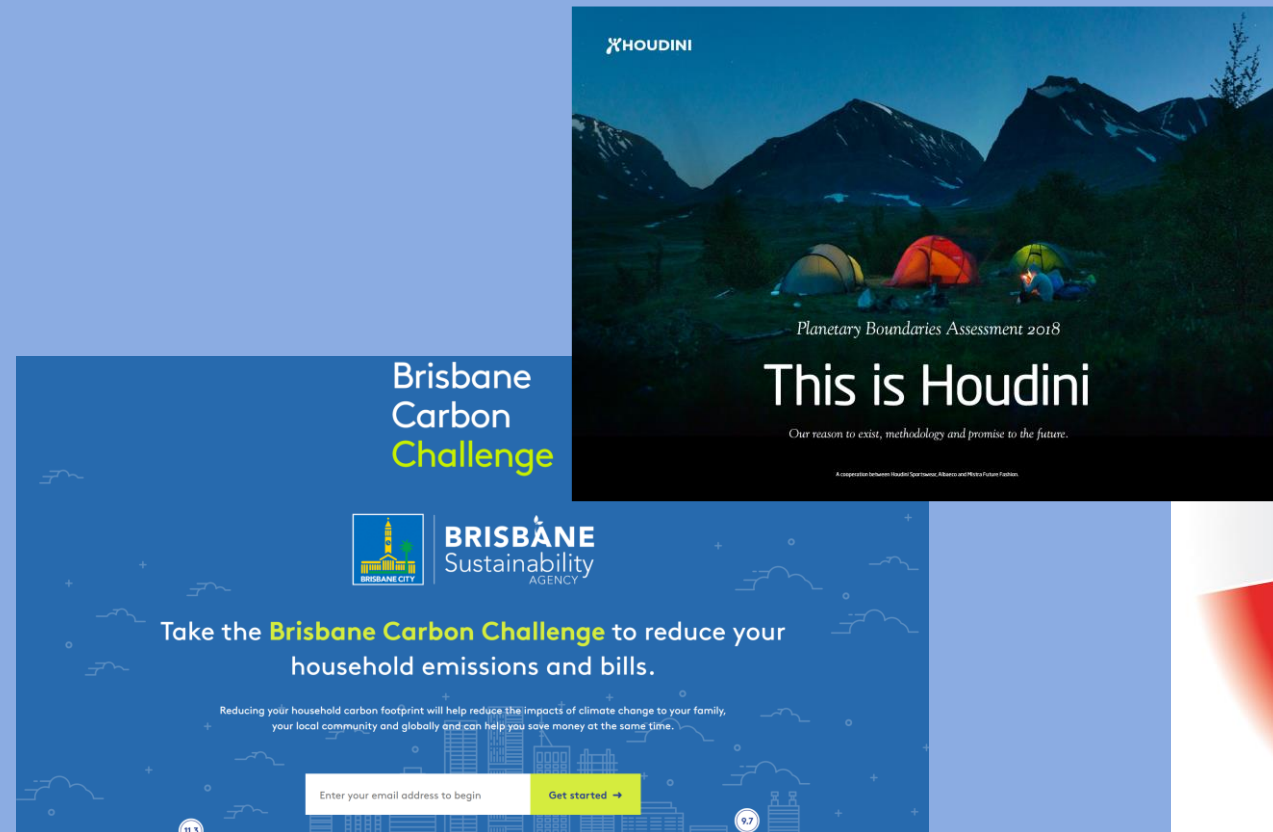 HOUDINI
Planetary Boundaries Assessment 2018
This is Houdini
Our reason to exist, methodology and promise to the future.
A cooperation between Houdini Sportswear, Albaeco and Mistra Future Fashion.
Brisbane
Carbon
Challenge
BRISBANE CITY
BRISBANE
Sustainability
AGENCY
Take the Brisbane Carbon Challenge to reduce your
household emissions and bills.
Reducing your household carbon footprint will help reduce the impacts of climate change to your family,
your local community and globally and can help you save money at the same time.
Enter your email address to begin
Get started →
11.3
9.7